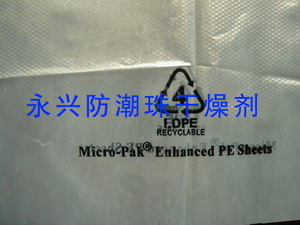 永兴防潮珠干燥剂
4
LDPE
RECYCLABLE
Micro-Pak® Enhanced PE Sheets